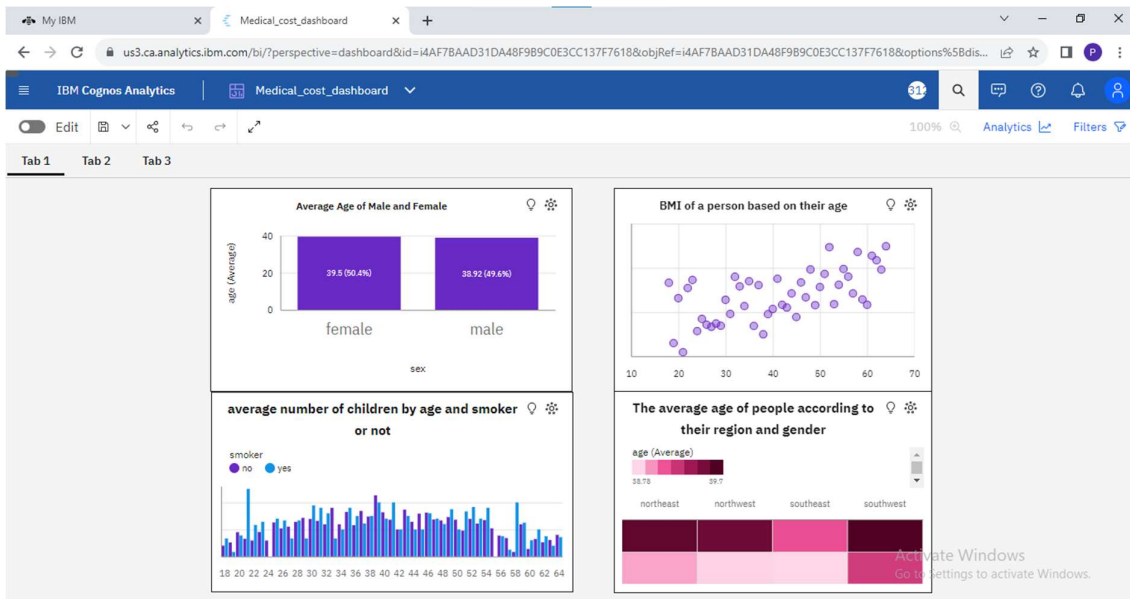 My IBM
Medical_cost_dashboard
us3.ca.analytics.ibm.com/bi/?perspective=dashboard&id=i4AF7BAAD31DA48F9B9C0E3CC137F7618&objRef=i4AF7BAAD31DA48F9B9C0E3CC137F7618&options%5Bdis...
P
IBM Cognos Analytics
Medical_cost_dashboard
Edit
100%
Analytics
Filters
Tab 1 Tab 2 Tab 3
Average Age of Male and Female
age (Average)
40
20
0
39.5 (50.4%)
38.92 (49.6%)
female male
sex
BMI of a person based on their age
10 20 30 40 50 60 70
average number of children by age and smoker
or not
smoker
no yes
18 20 22 24 26 28 30 32 34 36 38 40 42 44 46 48 50 52 54 56 58 60 62 64
The average age of people according to
their region and gender
age (Average)
38.78 39.7
northeast northwest southeast southwest
Activate Windows
Go to Settings to activate Windows.